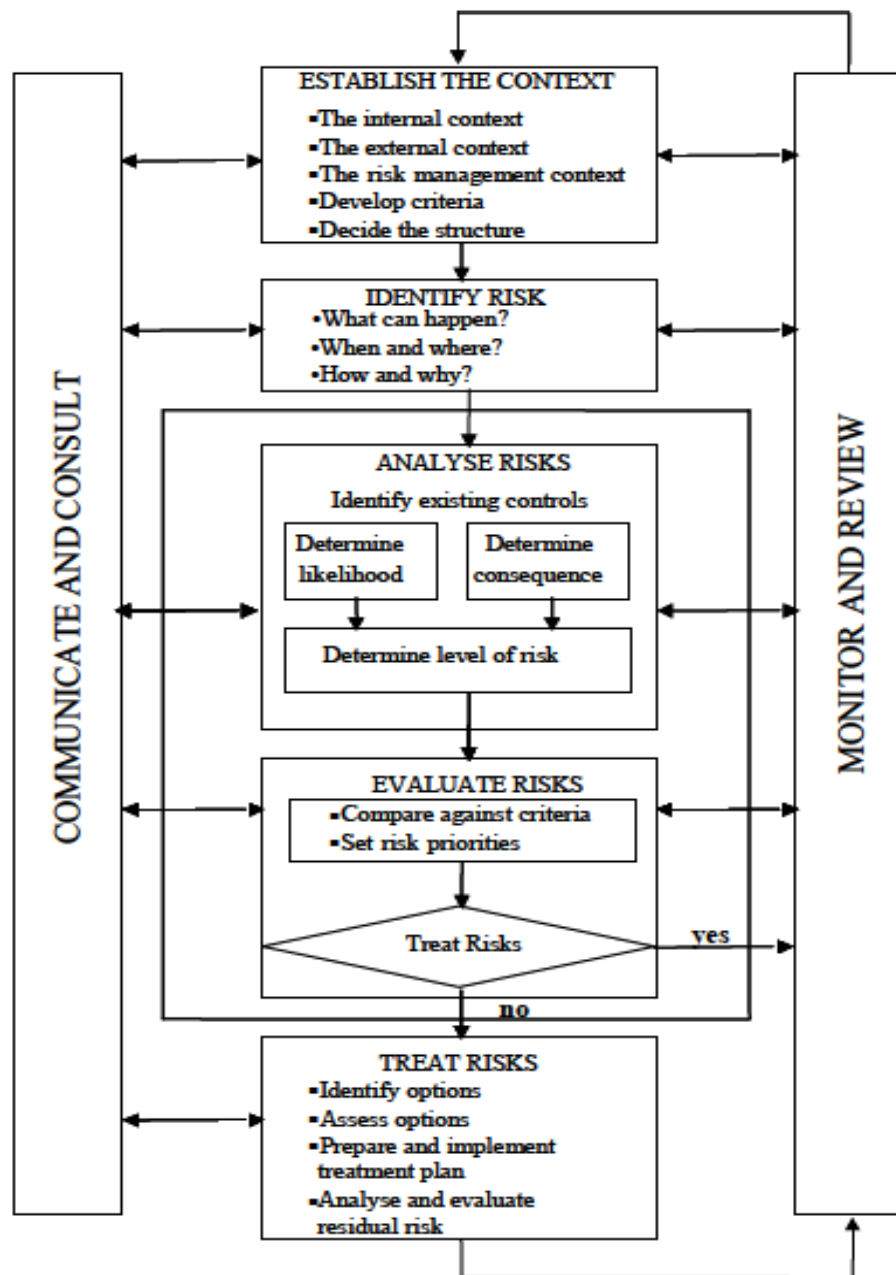 COMMUNICATE AND CONSULT
ESTABLISH THE CONTEXT
▪The internal context
▪The external context
▪The risk management context
▪Develop criteria
▪Decide the structure
IDENTIFY RISK
•What can happen?
•When and where?
•How and why?
ANALYSE RISKS
Identify existing controls
Determine
likelihood
Determine
consequence
Determine level of risk
EVALUATE RISKS
▪Compare against criteria
▪Set risk priorities
Treat Risks
yes
no
TREAT RISKS
▪Identify options
▪Assess options
▪Prepare and implement
treatment plan
▪Analyse and evaluate
residual risk
MONITOR AND REVIEW